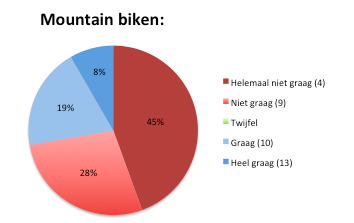 Mountain biken:
8%
45%
19%
28%
Helemaal niet graag (4)
Niet graag (9)
Twijfel
Graag (10)
Heel graag (13)